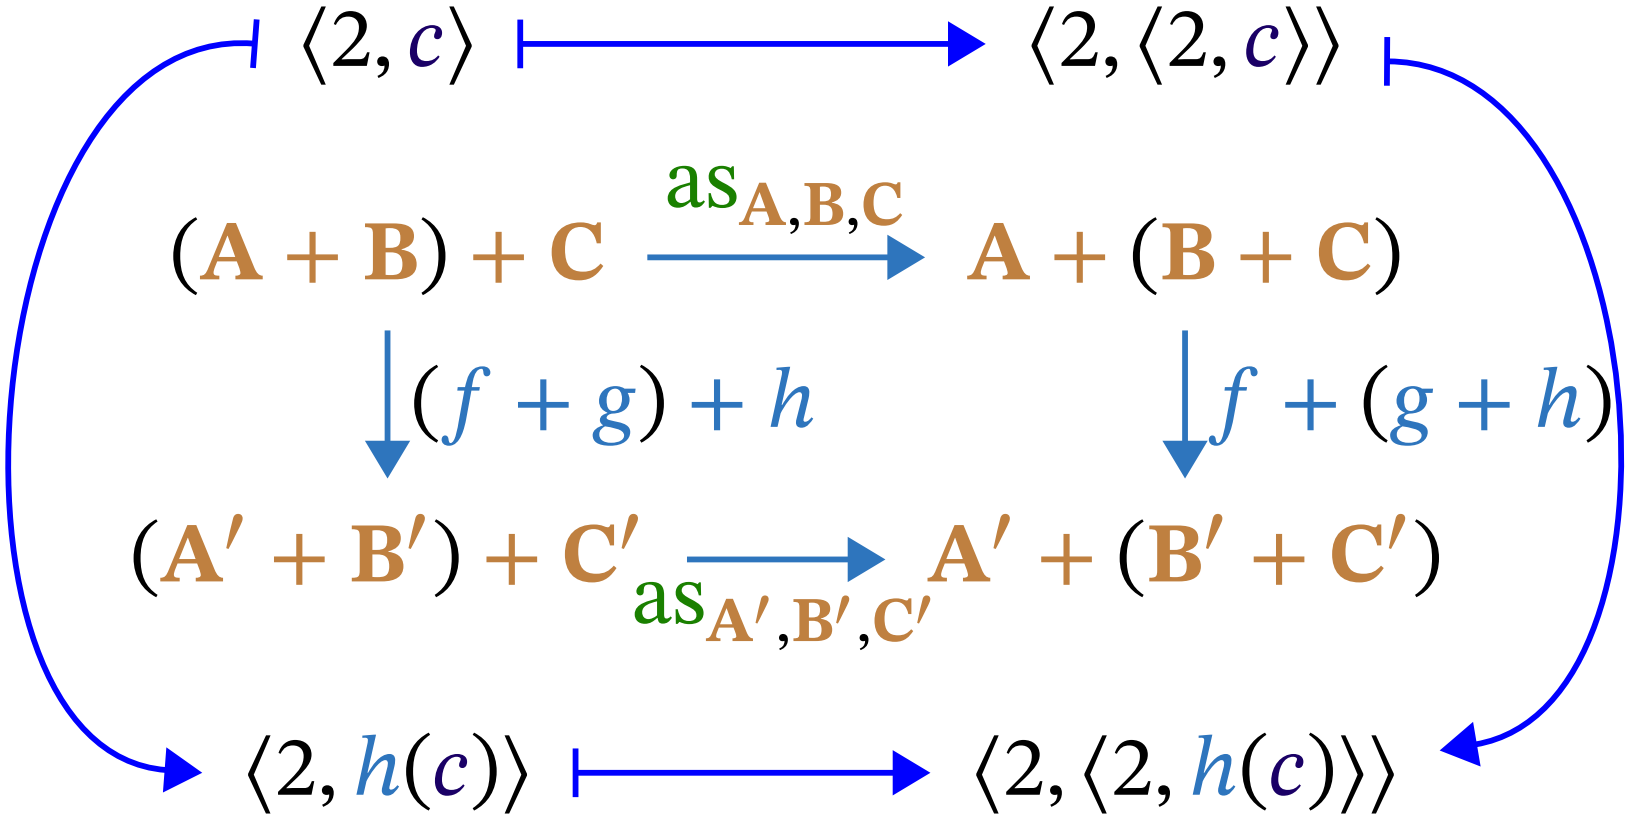 ⟨2, c⟩ ⟨2, ⟨2, c⟩⟩
as_{A,B,C}
(A + B) + C A + (B + C)
(f + g) + h f + (g + h)
(A′ + B′) + C′ A′ + (B′ + C′)
as_{A′,B′,C′}
⟨2, h(c)⟩ ⟨2, ⟨2, h(c)⟩⟩